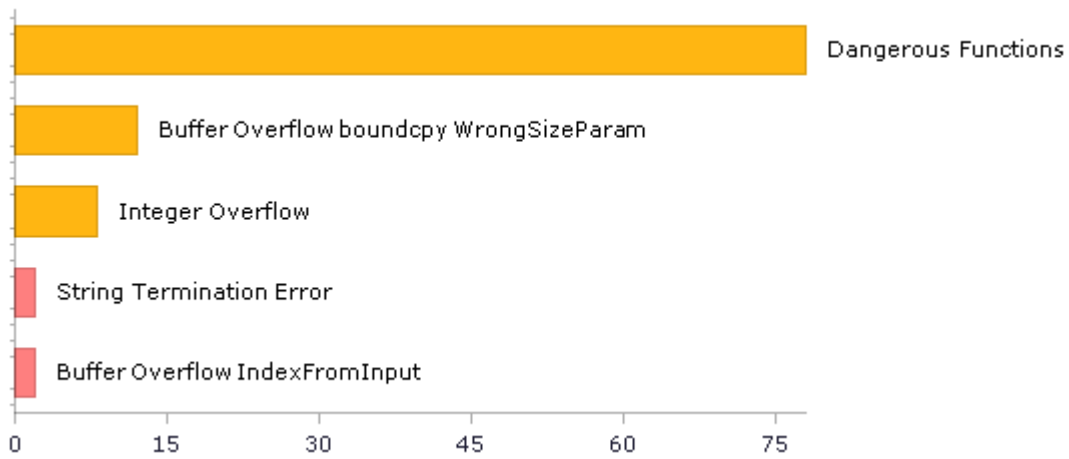 Dangerous Functions
Buffer Overflow boundcpy WrongSizeParam
Integer Overflow
String Termination Error
Buffer Overflow IndexFromInput
0 15 30 45 60 75